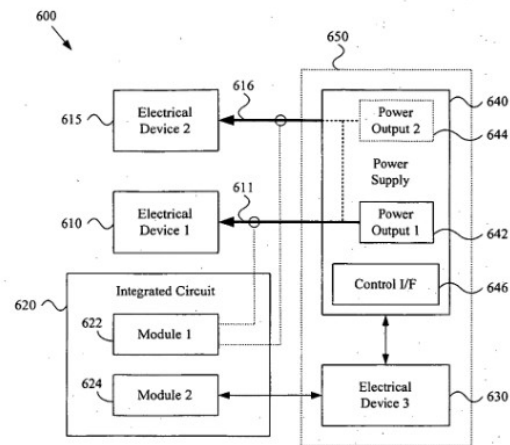 600
650
616
640
615
Electrical
Device 2
Power
Output 2
644
Power
Supply
611
610
Electrical
Device 1
Power
Output 1
642
620
Integrated Circuit
Control I/F
646
622
Module 1
624
Module 2
Electrical
Device 3
630